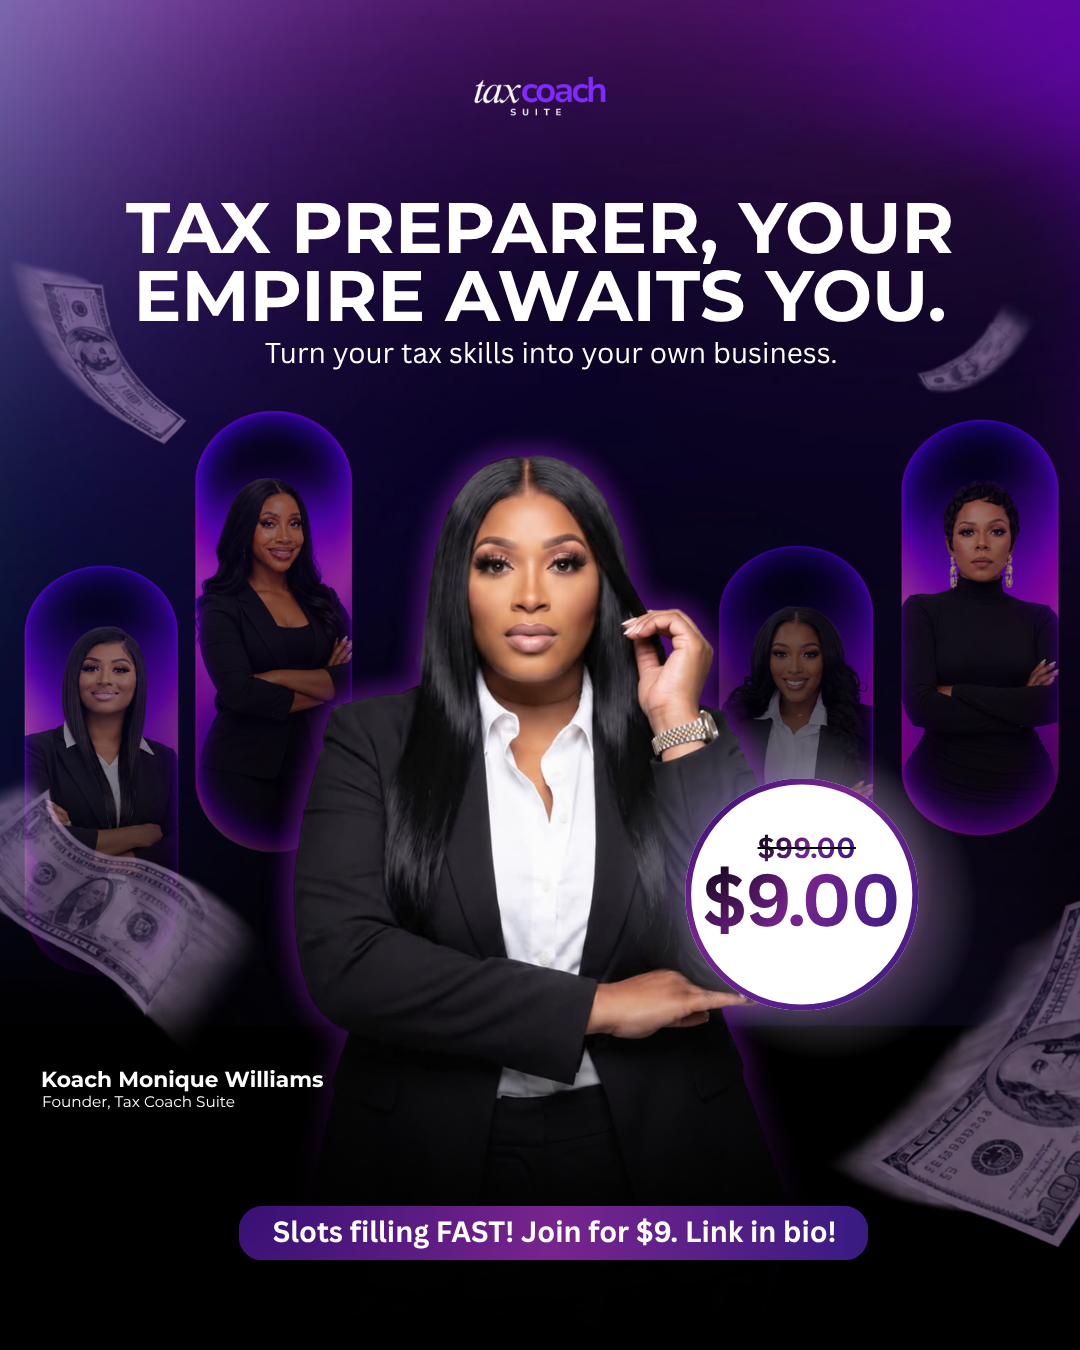 taxcoach
SUITE
TAX PREPARER, YOUR
EMPIRE AWAITS YOU.
Turn your tax skills into your own business.
$99.00
$9.00
Koach Monique Williams
Founder, Tax Coach Suite
Slots filling FAST! Join for $9. Link in bio!